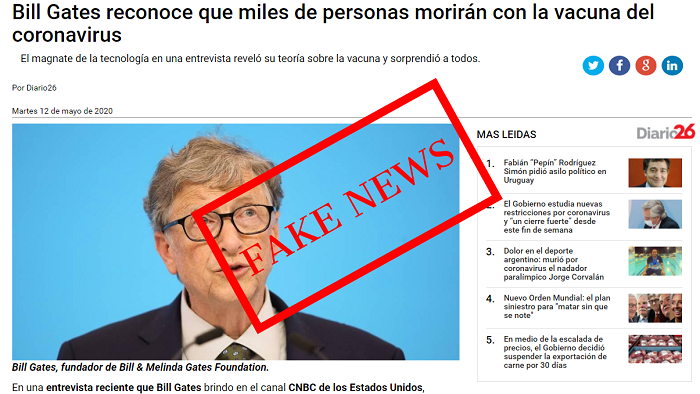 Bill Gates reconoce que miles de personas morirán con la vacuna del
coronavirus
El magnate de la tecnología en una entrevista reveló su teoría sobre la vacuna y sorprendió a todos.
Por Diario26
Martes 12 de mayo de 2020
FAKE NEWS
Bill Gates, fundador de Bill & Melinda Gates Foundation.
En una entrevista reciente que Bill Gates brindo en el canal CNBC de los Estados Unidos,
MAS LEIDAS
Diario26
1. Fabián "Pepín" Rodríguez
Simón pidió asilo político en
Uruguay
2. El Gobierno estudia nuevas
restricciones por coronavirus
y "un cierre fuerte" desde
este fin de semana
3. Dolor en el deporte
argentino: murió por
coronavirus el nadador
paralímpico Jorge Corvalán
4. Nuevo Orden Mundial: el plan
siniestro para "matar sin que
se note"
5. En medio de la escalada de
precios, el Gobierno decidió
suspender la exportación de
carne por 30 días